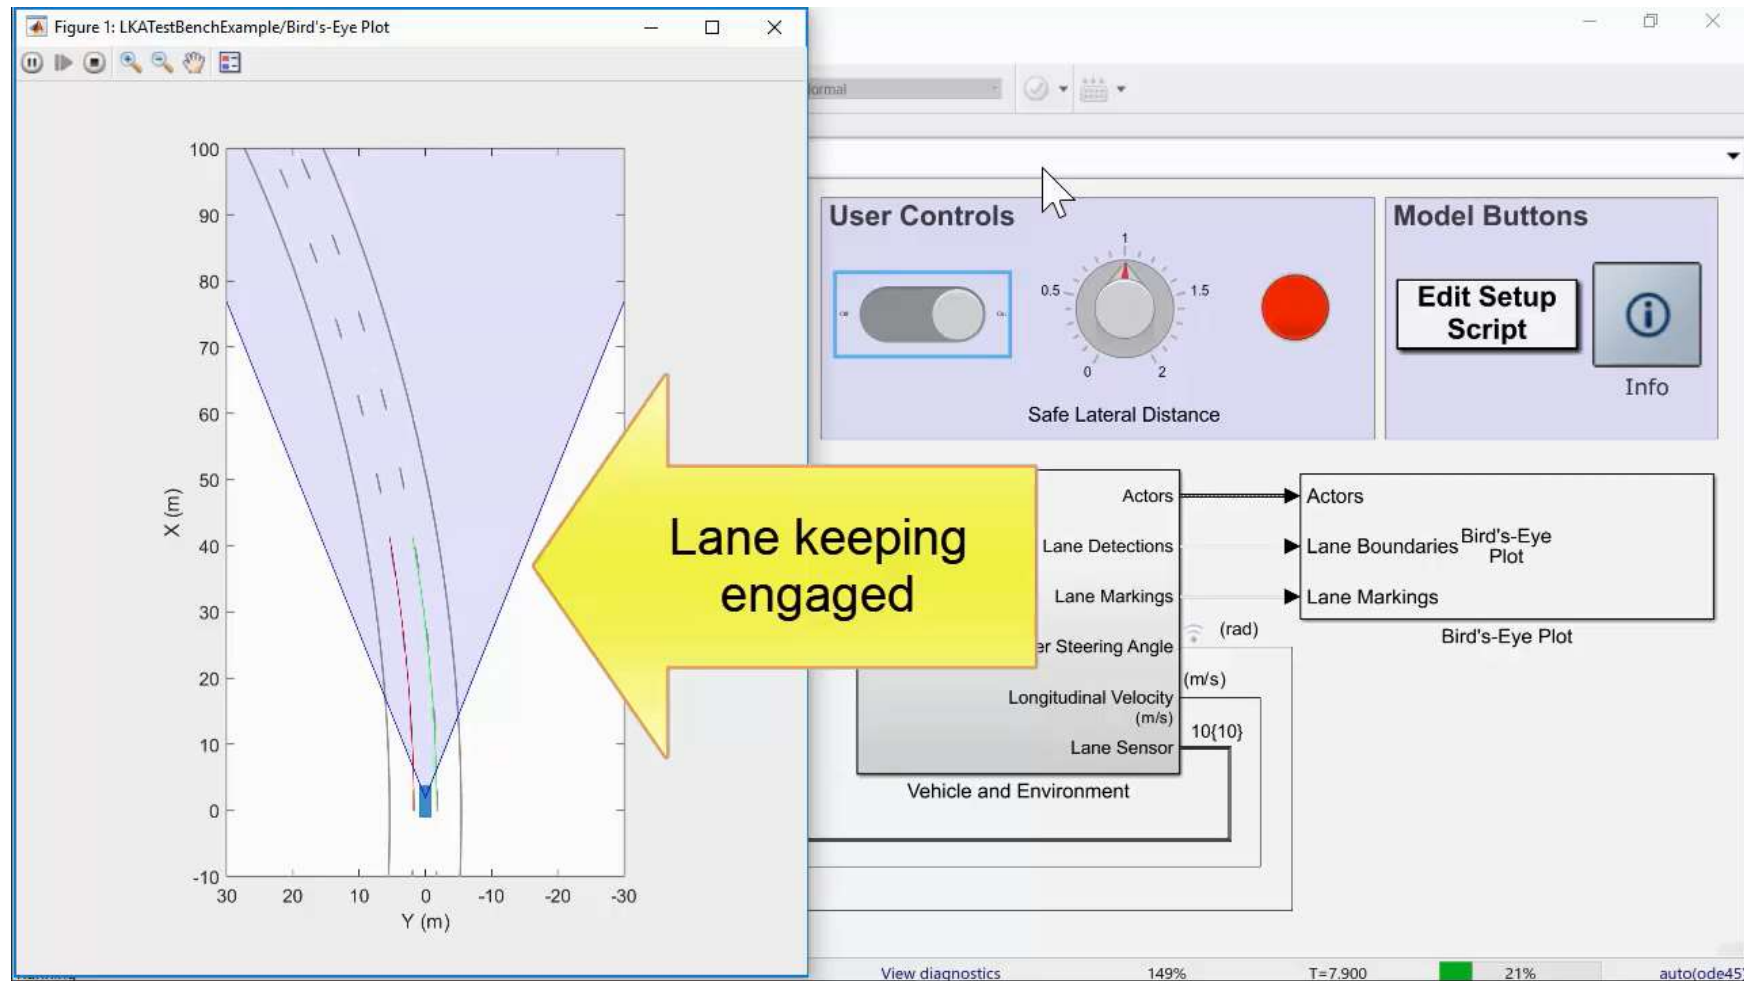 Figure 1: LKATestBenchExample/Bird's-Eye Plot
100
90
80
70
60
50
40
30
20
10
0
-10
X (m)
30 20 10 0 -10 -20 -30
Y (m)
Lane keeping
engaged
User Controls
0
0.5
1
1.5
2
Safe Lateral Distance
Model Buttons
Edit Setup
Script
Info
Actors
Lane Detections
Lane Markings
Steering Angle
Longitudinal Velocity
(m/s)
Lane Sensor
Vehicle and Environment
(rad)
(m/s)
10{10}
Actors
Lane Boundaries
Lane Markings
Bird's-Eye
Plot
Bird's-Eye Plot
View diagnostics 149% T=7.900 21% auto(ode45)